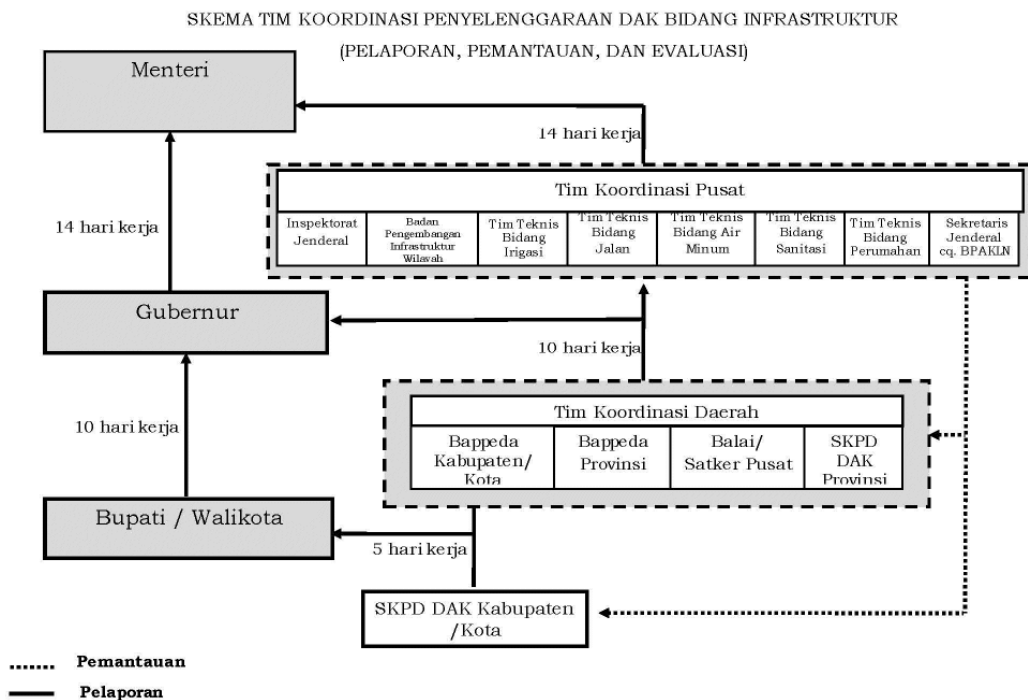 SKEMA TIM KOORDINASI PENYELENGGARAAN DAK BIDANG INFRASTRUKTUR
(PELAPORAN, PEMANTAUAN, DAN EVALUASI)
Menteri
14 hari kerja
Tim Koordinasi Pusat
Inspektorat
Jenderal
Badan
Pengembangan
Infrastruktur
Wilayah
Tim Teknis
Bidang
Irigasi
Tim Teknis
Bidang
Jalan
Tim Teknis
Bidang Air
Minum
Tim Teknis
Bidang
Sanitasi
Tim Teknis
Bidang
Perumahan
Sekretaris
Jenderal
cq. BPAKLN
14 hari kerja
Gubernur
10 hari kerja
Tim Koordinasi Daerah
Bappeda
Kabupaten/
Kota
Bappeda
Provinsi
Balai/
Satker Pusat
SKPD
DAK
Provinsi
10 hari kerja
Bupati / Walikota
5 hari kerja
SKPD DAK Kabupaten
/Kota
Pemantauan
Pelaporan